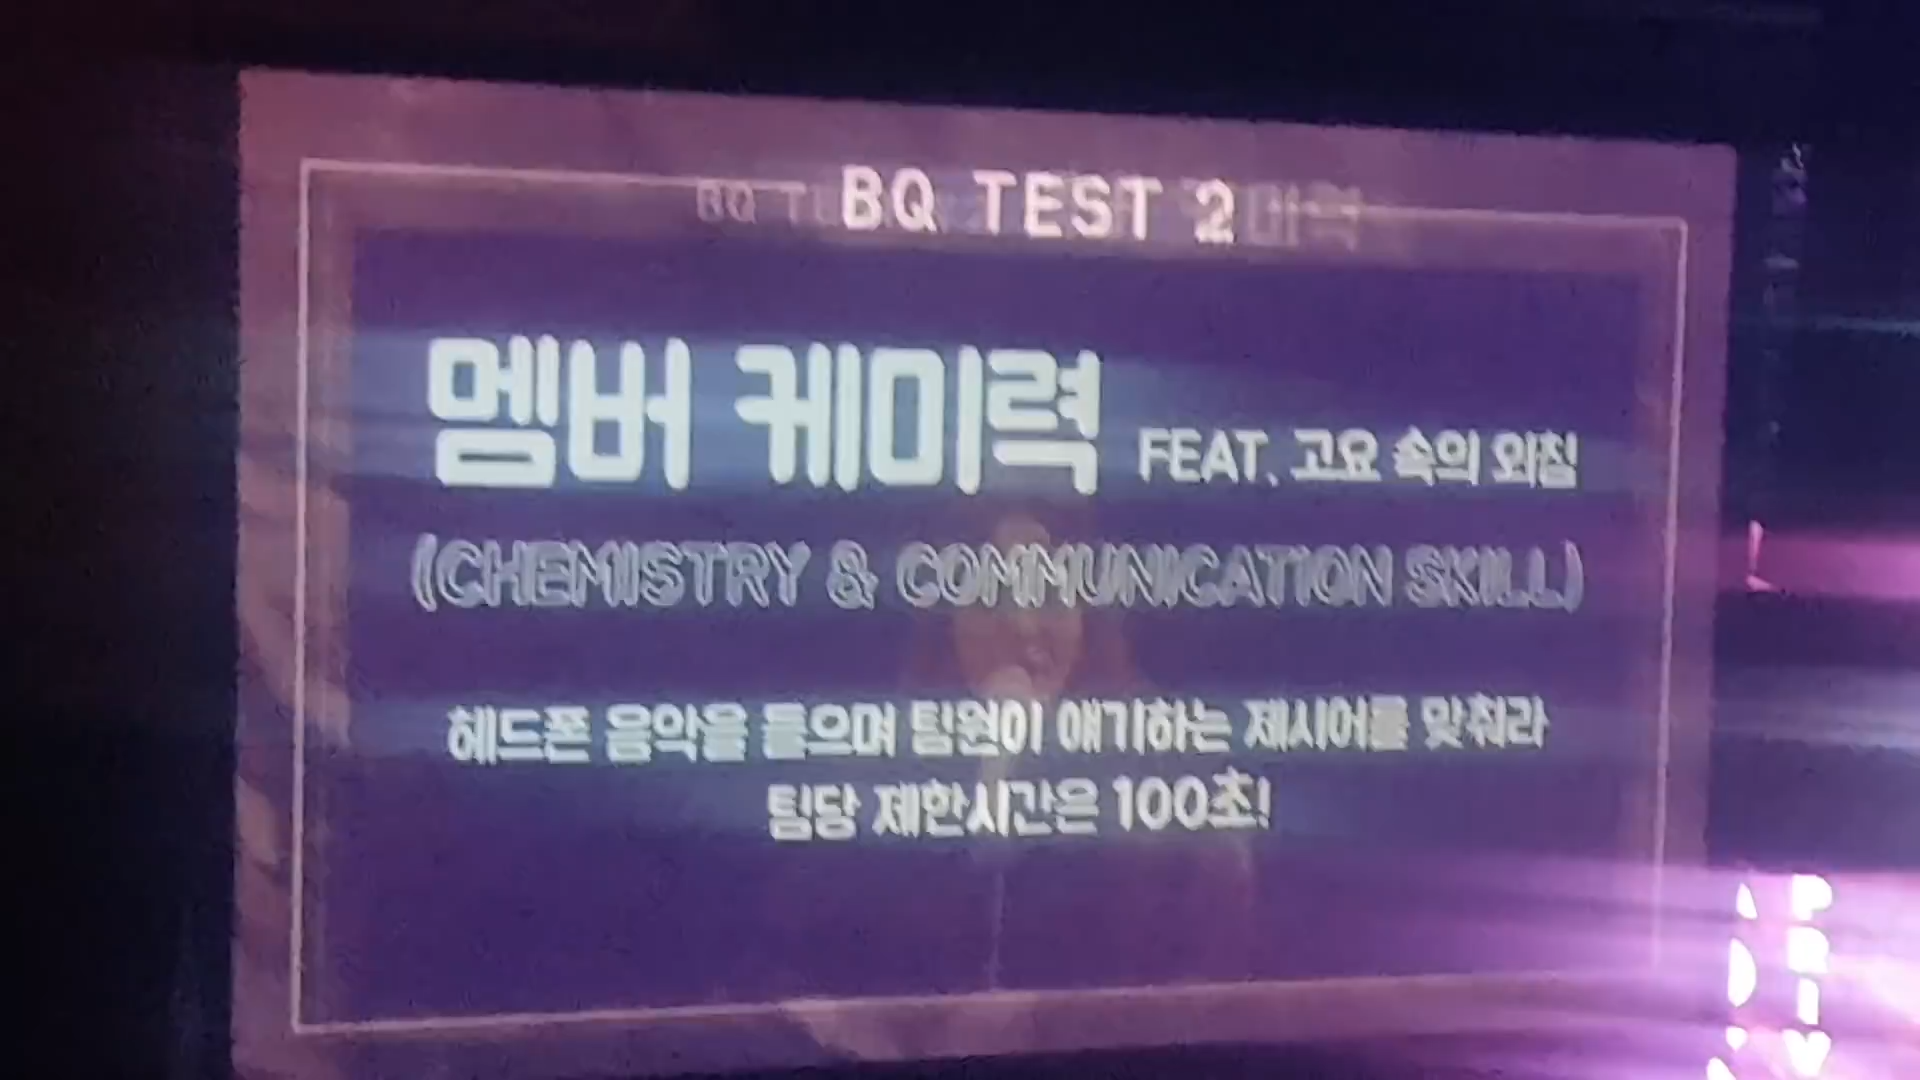 BQ TEST 2
멤버 케미력 FEAT. 고요 속의 외침
(CHEMISTRY & COMMUNICATION SKILL)
헤드폰 음악을 들으며 팀원이 얘기하는 제시어를 맞춰라
팀당 제한시간은 100초!